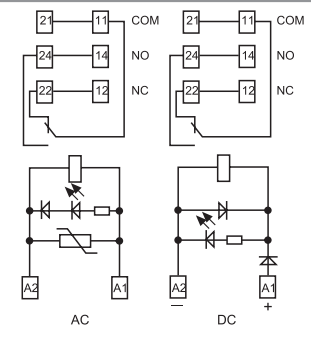 21 11 COM 21 11 COM
24 14 NO 24 14 NO
22 12 NC 22 12 NC
A2 A1 A2 A1
— +
AC DC